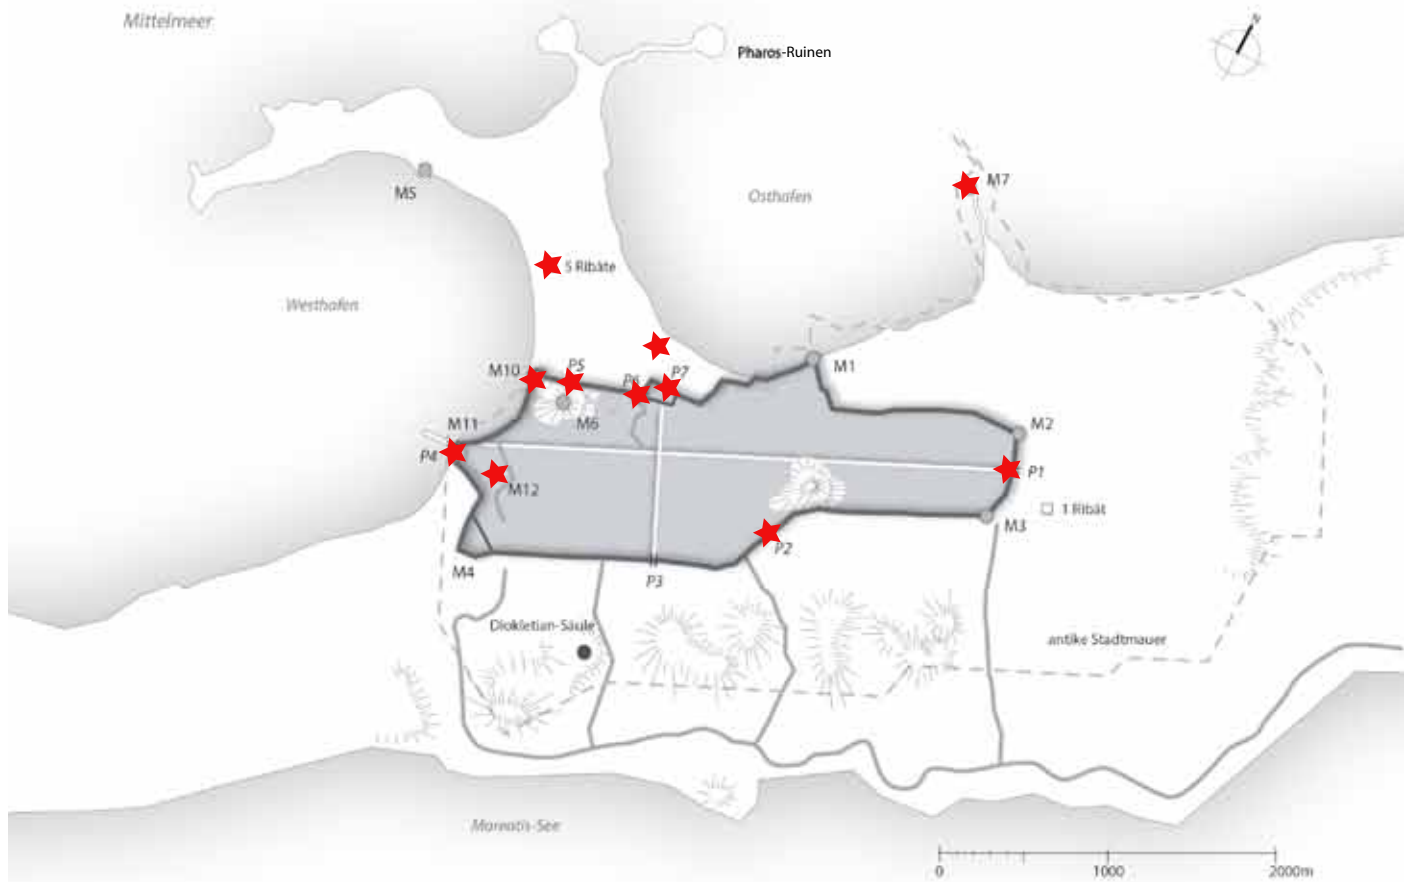 Mittelmeer
N
Pharos-Ruinen
M5
M7
Osthafen
5 Ribāte
Westhafen
M10
P5
P6
P7
M1
M11
M6
M2
P4
P1
M12
1 Ribāt
M3
P2
M4
P3
Diokletian-Säule
antike Stadtmauer
Mareotis-See
0
1000
2000m